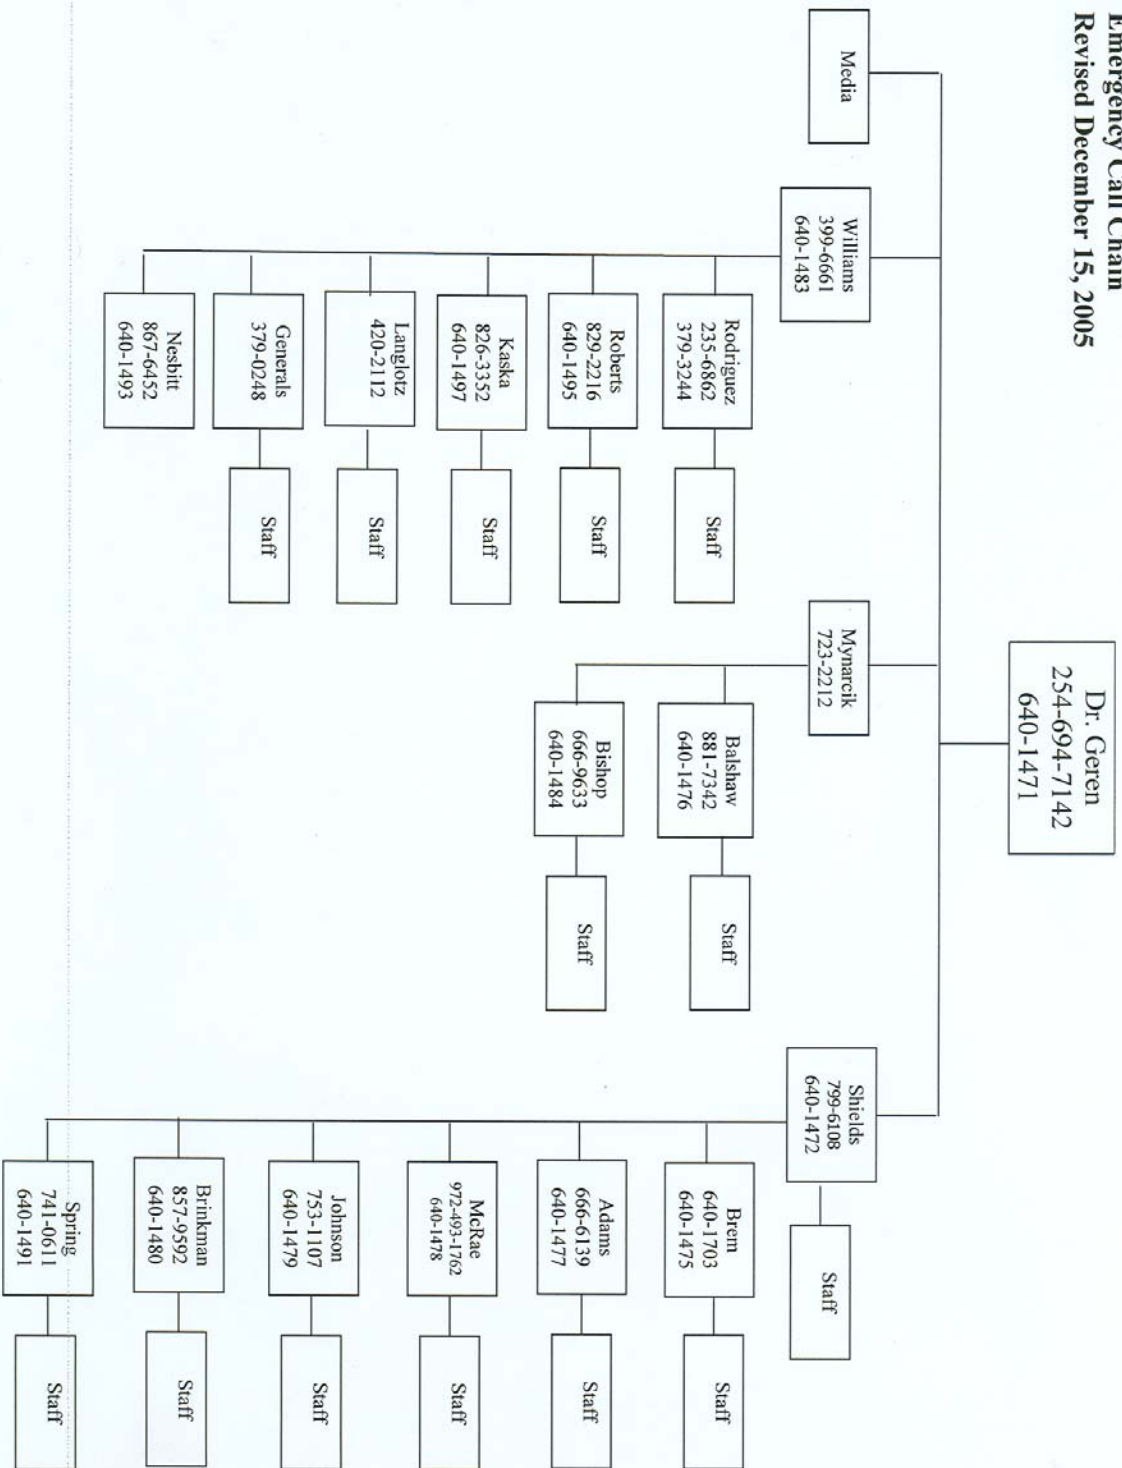 Emergency Call Chain
Revised December 15, 2005
Dr. Geren
254-694-7142
640-1471
Media
Williams
399-6661
640-1483
Rodriguez
235-6862
379-3244
Staff
Roberts
829-2216
640-1495
Staff
Kaska
826-3352
640-1497
Staff
Langlotz
420-2112
Staff
Generals
379-0248
Staff
Nesbitt
867-6452
640-1493
Mynarcik
723-2212
Balshaw
881-7342
640-1476
Staff
Bishop
666-9633
640-1484
Staff
Shields
799-6108
640-1472
Staff
Brem
640-1703
640-1475
Staff
Adams
666-6139
640-1477
Staff
McRae
972-493-1762
640-1478
Staff
Johnson
753-1107
640-1479
Staff
Brinkman
857-9592
640-1480
Staff
Spring
741-0611
640-1491
Staff